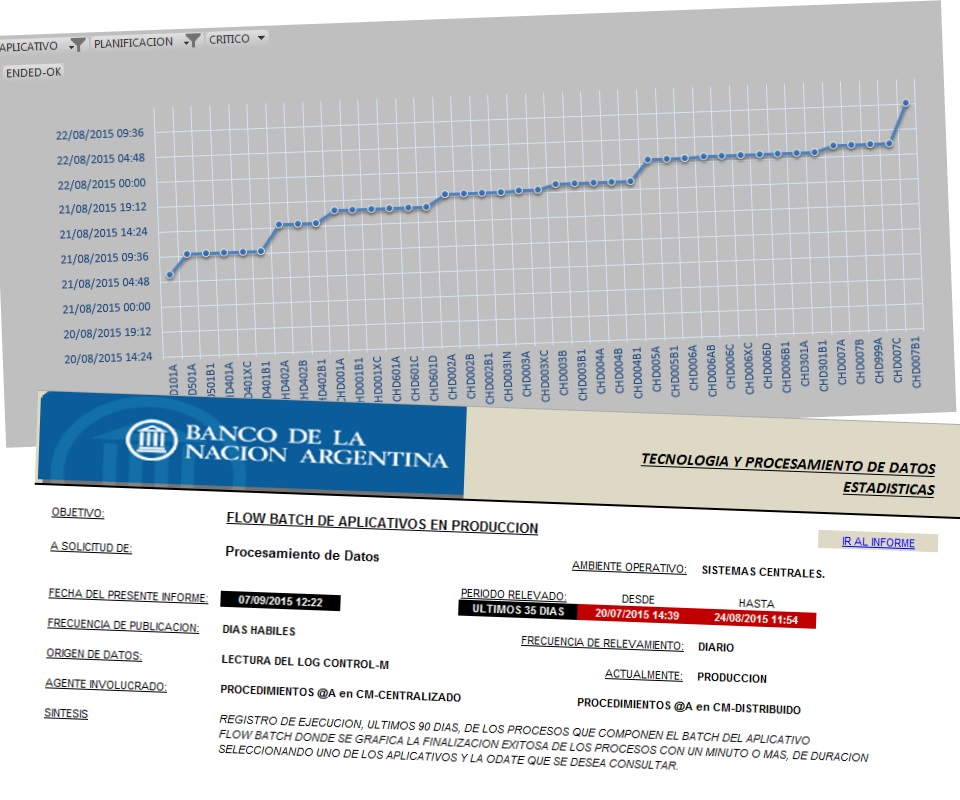 APLICATIVO PLANIFICACION CRITICO
ENDED-OK
22/08/2015 09:36
22/08/2015 04:48
22/08/2015 00:00
21/08/2015 19:12
21/08/2015 14:24
21/08/2015 09:36
21/08/2015 04:48
21/08/2015 00:00
20/08/2015 19:12
20/08/2015 14:24
D101A
D501A
D501B1
HD401A
HD401XC
HD401B1
HD402A
CHD402B
CHD402B1
CHD001A
CHD001B1
CHD001XC
CHD601A
CHD601C
CHD601D
CHD002A
CHD002B
CHD002B1
CHD003IN
CHD003A
CHD003XC
CHD003B
CHD003B1
CHD004A
CHD004B
CHD004B1
CHD005A
CHD005B1
CHD006A
CHD006AB
CHD006C
CHD006XC
CHD006D
CHD006B1
CHD301A
CHD301B1
CHD007A
CHD007B
CHD999A
CHD007C
CHD007B1
BANCO DE LA
NACION ARGENTINA
TECNOLOGIA Y PROCESAMIENTO DE DATOS
ESTADISTICAS
OBJETIVO: FLOW BATCH DE APLICATIVOS EN PRODUCCION
IR AL INFORME
A SOLICITUD DE: Procesamiento de Datos
AMBIENTE OPERATIVO: SISTEMAS CENTRALES.
FECHA DEL PRESENTE INFORME: 07/09/2015 12:22
PERIODO RELEVADO: DESDE HASTA
ULTIMOS 35 DIAS 20/07/2015 14:39 24/08/2015 11:54
FRECUENCIA DE PUBLICACION: DIAS HABILES
FRECUENCIA DE RELEVAMIENTO: DIARIO
ORIGEN DE DATOS: LECTURA DEL LOG CONTROL-M
ACTUALMENTE: PRODUCCION
AGENTE INVOLUCRADO: PROCEDIMIENTOS @A en CM-CENTRALIZADO PROCEDIMIENTOS @A en CM-DISTRIBUIDO
SINTESIS
REGISTRO DE EJECUCION, ULTIMOS 90 DIAS, DE LOS PROCESOS QUE COMPONEN EL BATCH DEL APLICATIVO
FLOW BATCH DONDE SE GRAFICA LA FINALIZACION EXITOSA DE LOS PROCESOS CON UN MINUTO O MAS, DE DURACION
SELECCIONANDO UNO DE LOS APLICATIVOS Y LA ODATE QUE SE DESEA CONSULTAR.